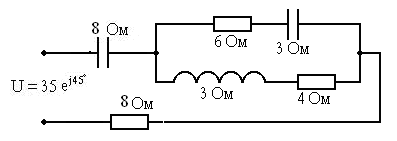 8 Ом
6 Ом
3 Ом
U = 35 e^{j45°}
3 Ом
4 Ом
8 Ом